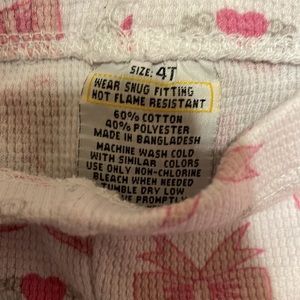 SIZE: 4T
WEAR SNUG FITTING
NOT FLAME RESISTANT
60% COTTON
40% POLYESTER
MADE IN BANGLADESH
MACHINE WASH COLD
WITH SIMILAR COLORS
USE ONLY NON-CHLORINE
BLEACH WHEN NEEDED
TUMBLE DRY LOW
PROMPTLY